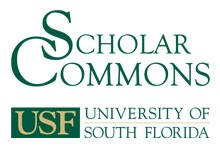 SCHOLAR
COMMONS
USF UNIVERSITY OF
SOUTH FLORIDA